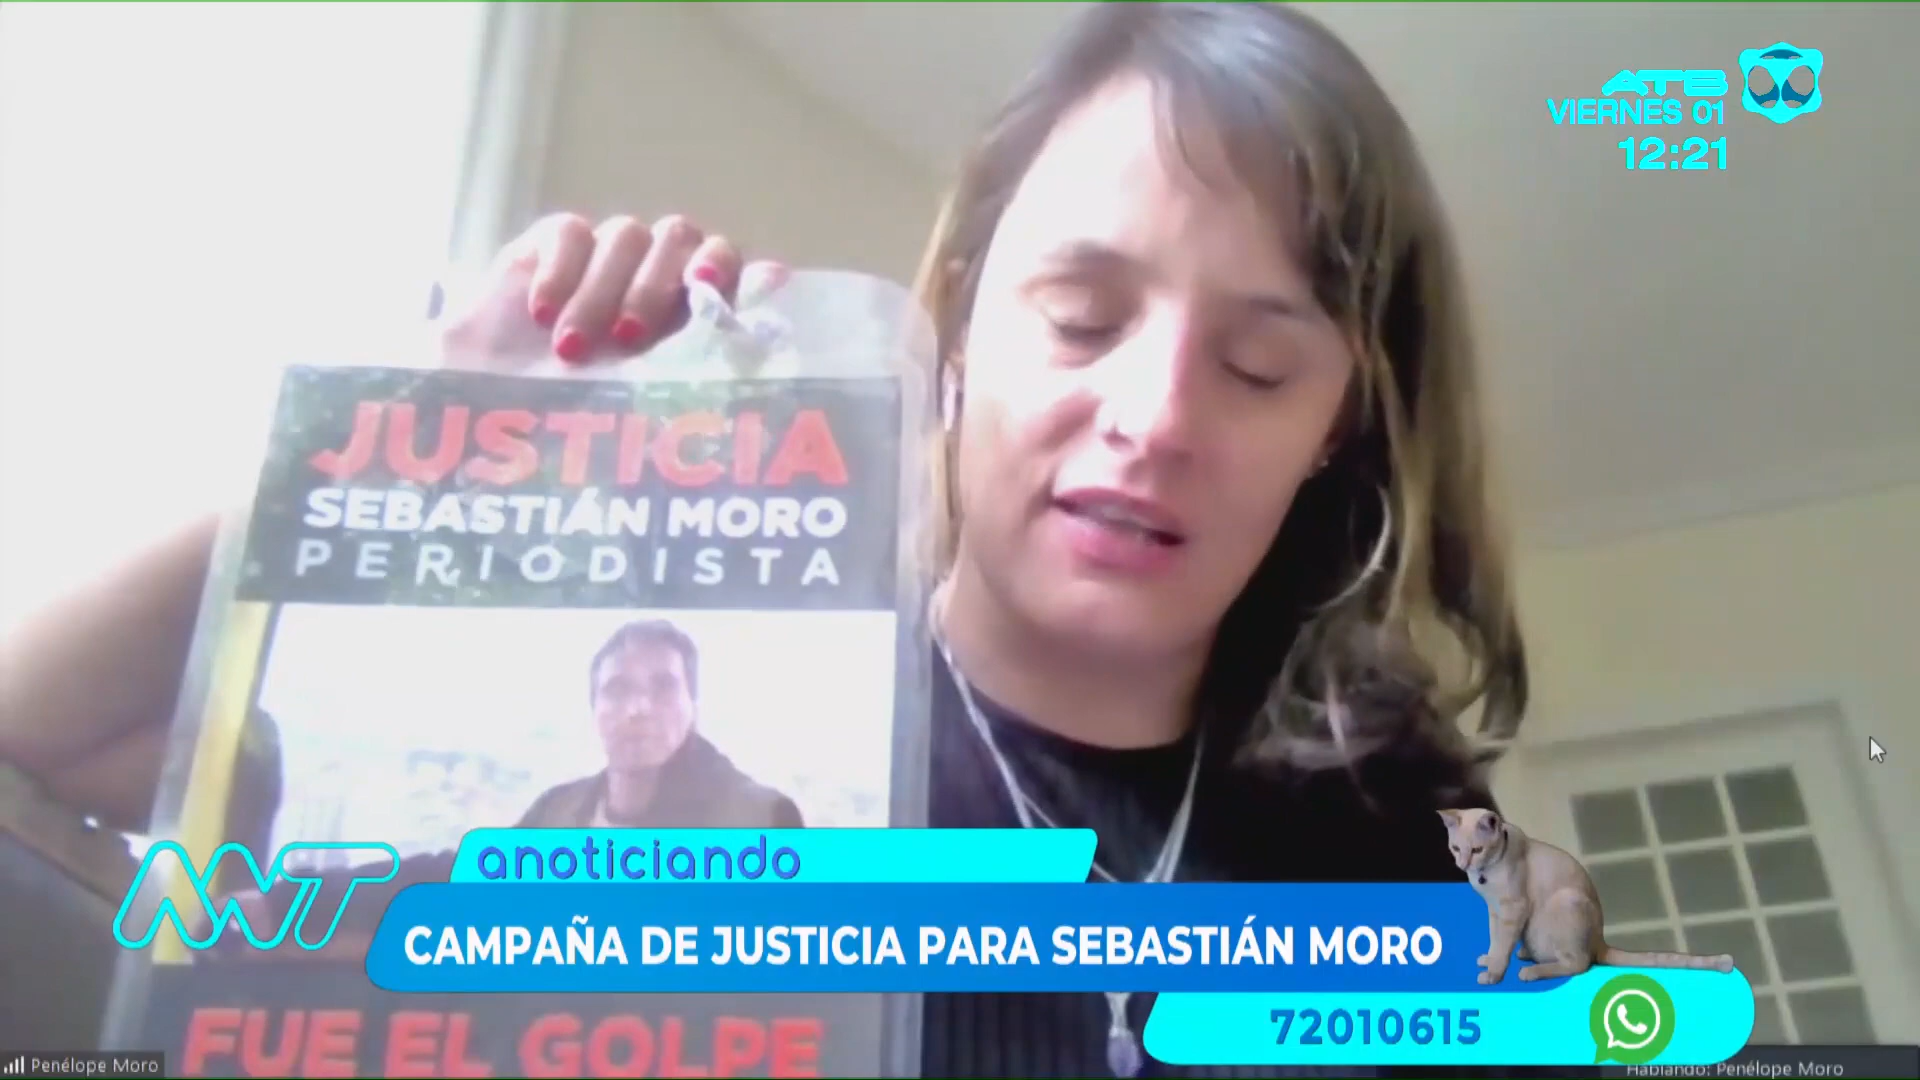 ATB
VIERNES 01
12:21
JUSTICIA
SEBASTIÁN MORO
PERIODISTA
anoticiando
CAMPAÑA DE JUSTICIA PARA SEBASTIÁN MORO
72010615
FUE EL GOLPE
Penélope Moro
Hablando: Penélope Moro